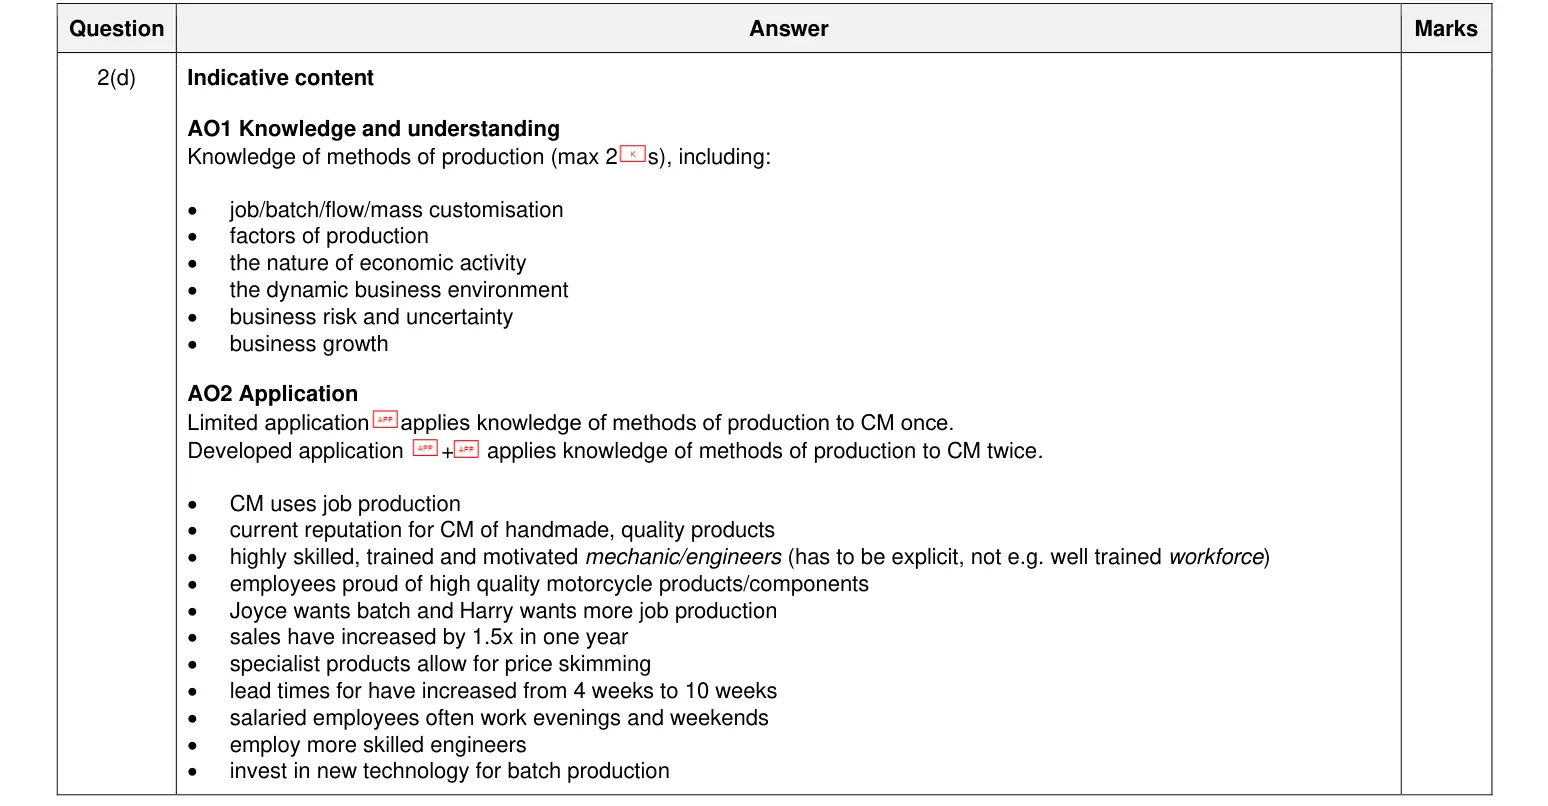 Question Answer Marks
2(d) Indicative content
AO1 Knowledge and understanding
Knowledge of methods of production (max 2 K s), including:
• job/batch/flow/mass customisation
• factors of production
• the nature of economic activity
• the dynamic business environment
• business risk and uncertainty
• business growth
AO2 Application
Limited application APP applies knowledge of methods of production to CM once.
Developed application APP + APP applies knowledge of methods of production to CM twice.
• CM uses job production
• current reputation for CM of handmade, quality products
• highly skilled, trained and motivated mechanic/engineers (has to be explicit, not e.g. well trained workforce)
• employees proud of high quality motorcycle products/components
• Joyce wants batch and Harry wants more job production
• sales have increased by 1.5x in one year
• specialist products allow for price skimming
• lead times for have increased from 4 weeks to 10 weeks
• salaried employees often work evenings and weekends
• employ more skilled engineers
• invest in new technology for batch production